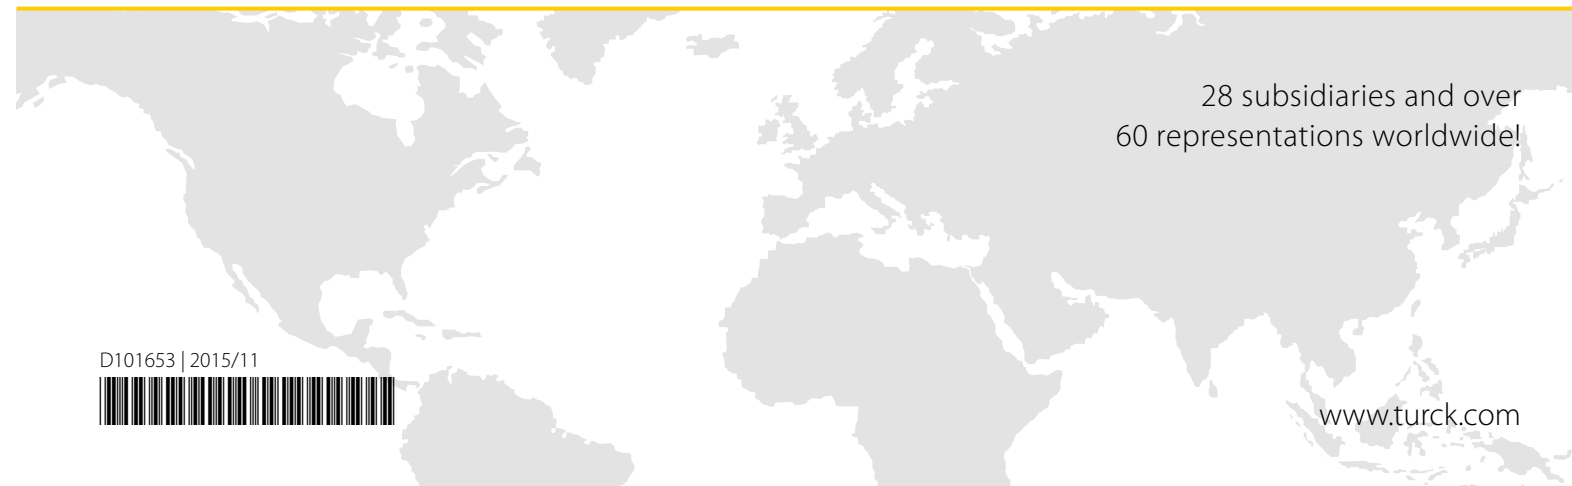 28 subsidiaries and over
60 representations worldwide!
D101653 | 2015/11
www.turck.com